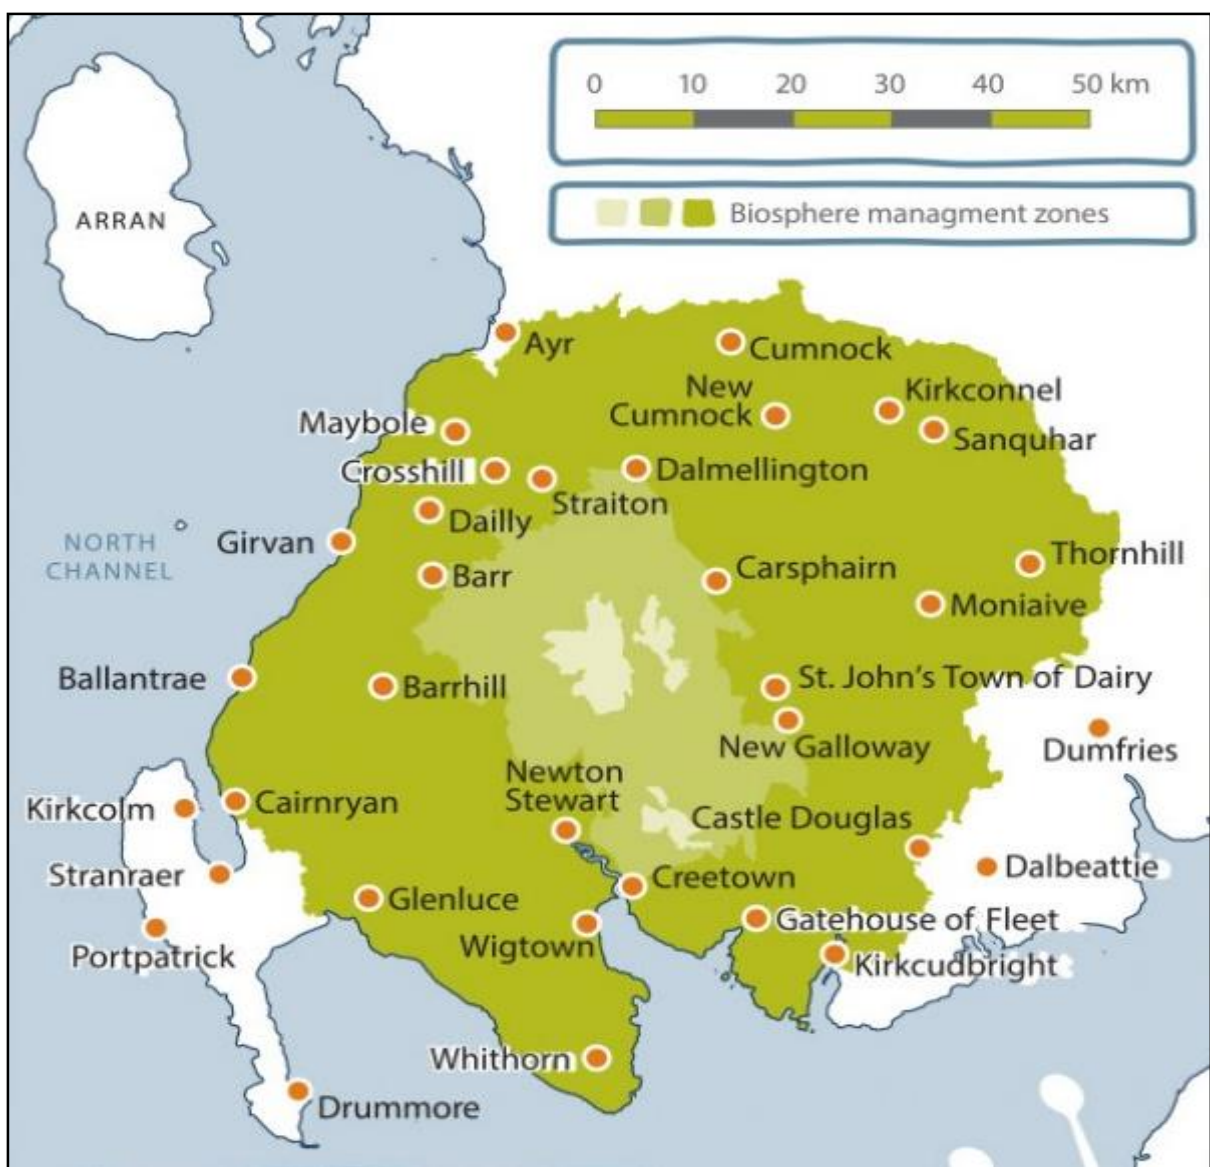 0 10 20 30 40 50 km
Biosphere managment zones
ARRAN
Ayr
Cumnock
New
Cumnock
Kirkconnel
Sanquhar
Maybole
Crosshill
Straiton
Dalmellington
Dailly
NORTH
CHANNEL
Girvan
Barr
Carsphairn
Thornhill
Moniaive
Ballantrae
Barrhill
St. John's Town of Dairy
New Galloway
Dumfries
Newton
Stewart
Kirkcolm
Cairnryan
Castle Douglas
Stranraer
Dalbeattie
Glenluce
Creetown
Portpatrick
Wigtown
Gatehouse of Fleet
Kirkcudbright
Whithorn
Drummore